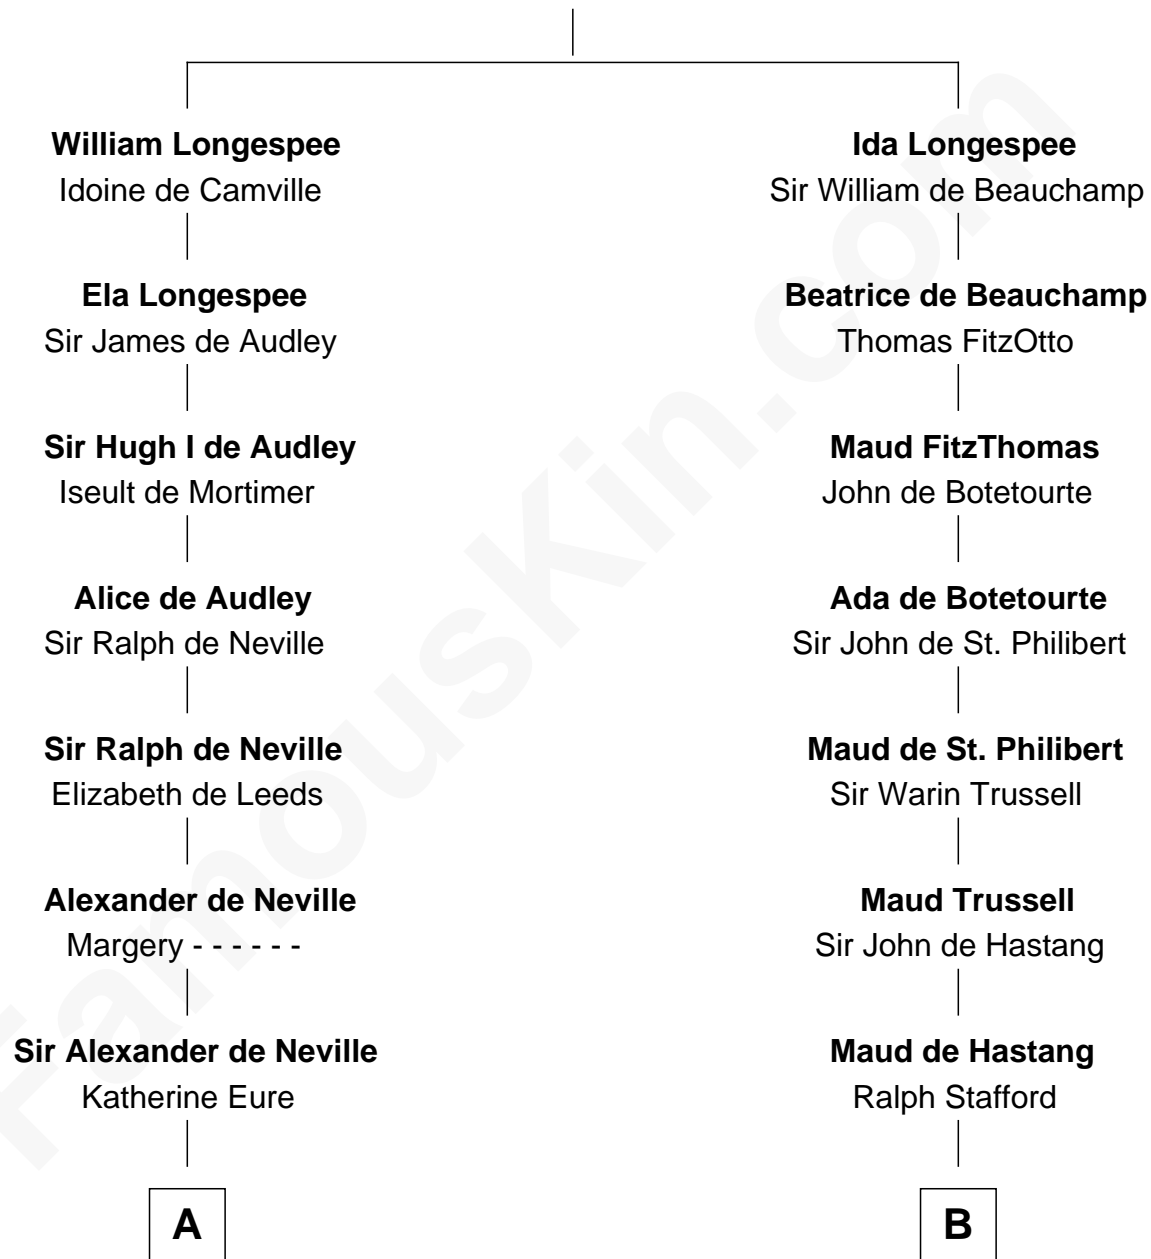 William Longespee
Idoine de Camville
Ela Longespee
Sir James de Audley
Sir Hugh I de Audley
Iseult de Mortimer
Alice de Audley
Sir Ralph de Neville
Sir Ralph de Neville
Elizabeth de Leeds
Alexander de Neville
Margery - - - - - -
Sir Alexander de Neville
Katherine Eure
A
Ida Longespee
Sir William de Beauchamp
Beatrice de Beauchamp
Thomas FitzOtto
Maud FitzThomas
John de Botetourte
Ada de Botetourte
Sir John de St. Philibert
Maud de St. Philibert
Sir Warin Trussell
Maud Trussell
Sir John de Hastang
Maud de Hastang
Ralph Stafford
B
FamousKin.com